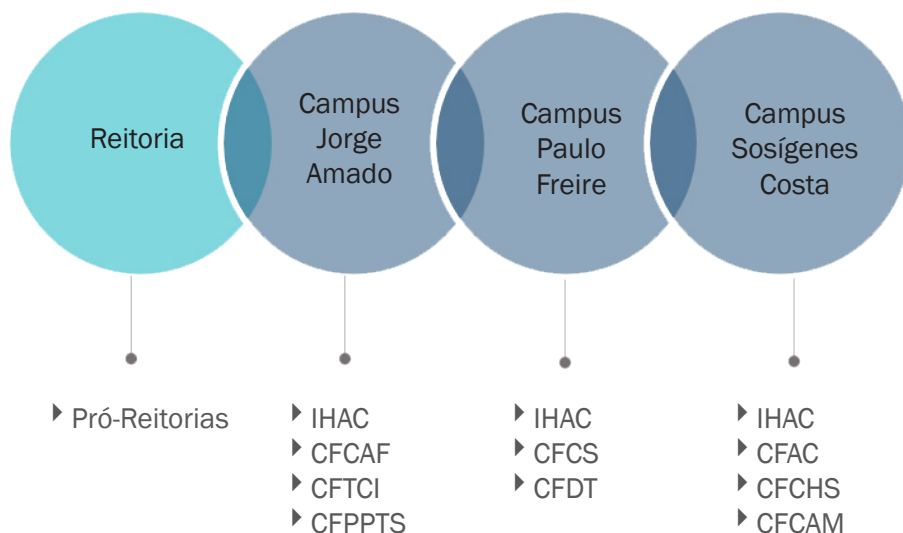 Reitoria
Campus
Jorge
Amado
Campus
Paulo
Freire
Campus
Sosígenes
Costa
Pró-Reitorias
IHAC
CFCAF
CFTCI
CFPPTS
IHAC
CFCS
CFDT
IHAC
CFAC
CFCHS
CFCAM